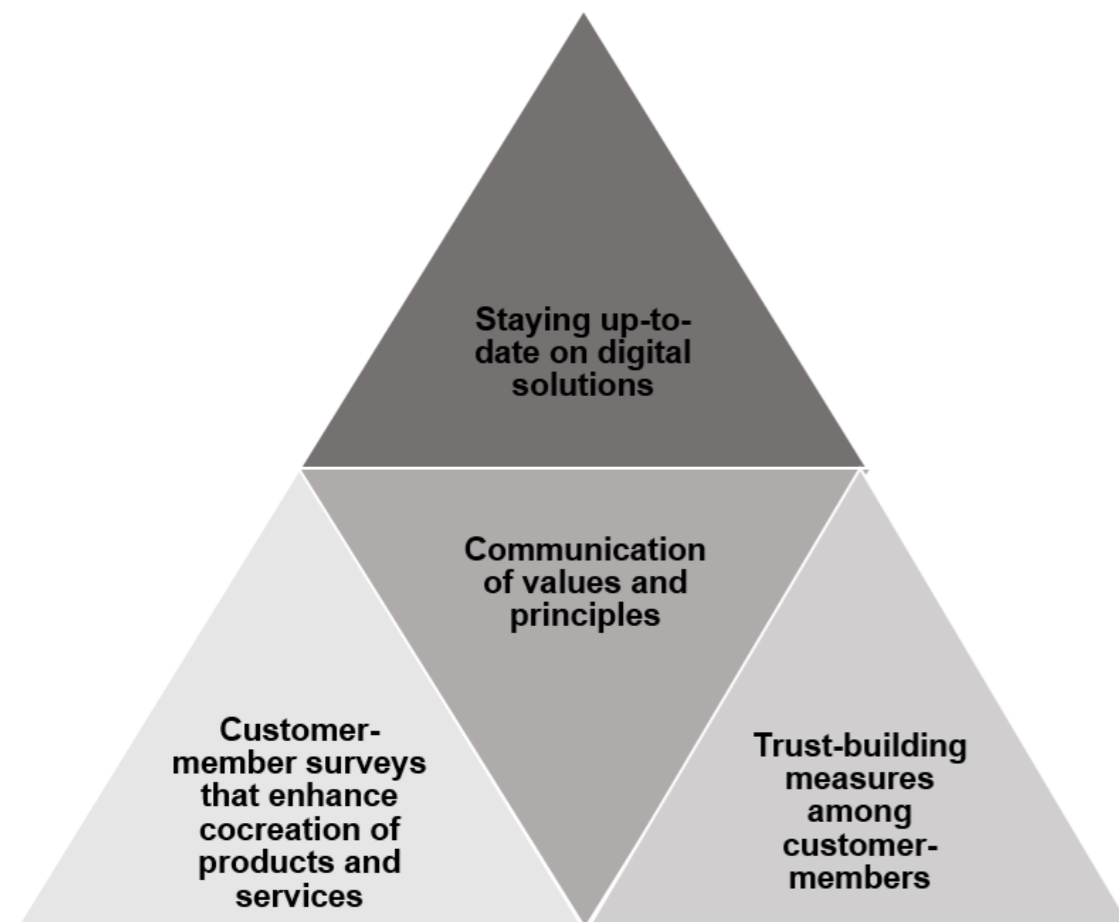 Staying up-to-
date on digital
solutions
Communication
of values and
principles
Customer-
member surveys
that enhance
cocreation of
products and
services
Trust-building
measures
among
customer-
members